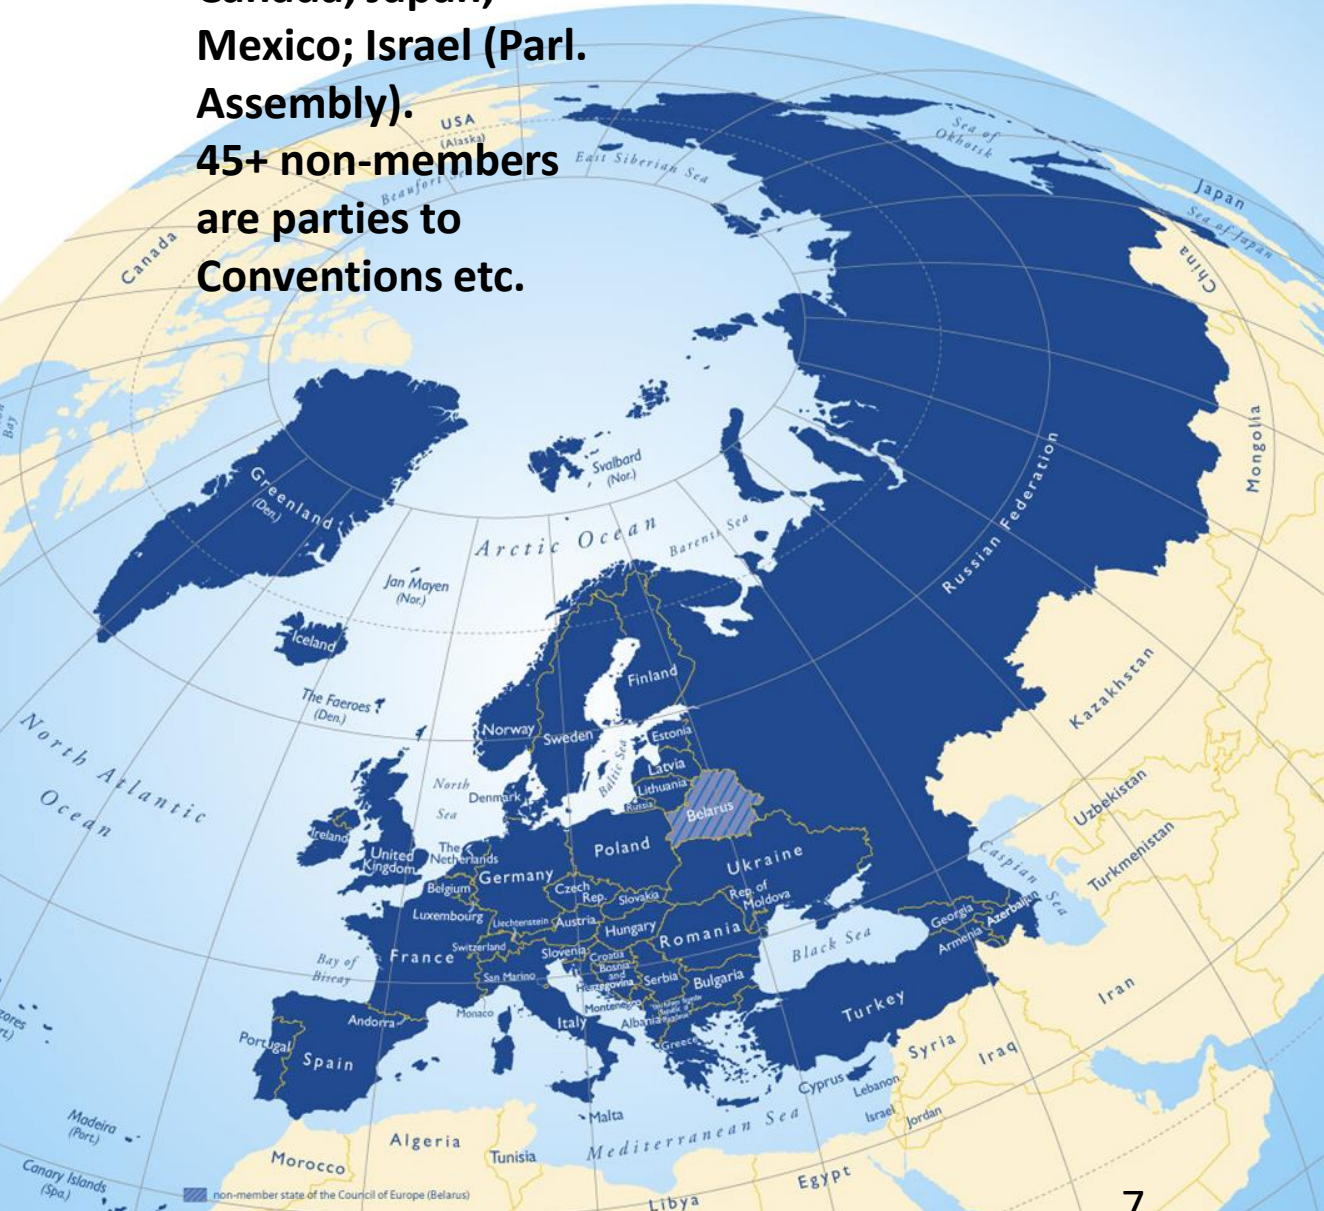 Canada, Japan,
Mexico; Israel (Parl.
Assembly).
45+ non-members
are parties to
Conventions etc.
USA
(Alaska)
Beaufort
East Siberian Sea
Sea of
Okhotsk
Japan
Sea of Japan
China
Canada
Bay
Mongolia
Greenland
(Den.)
Svalbard
(Nor.)
Russian Federation
Arctic Ocean
Barents Sea
Jan Mayen
(Nor.)
Iceland
Finland
Kazakhstan
The Faeroes
(Den.)
North Atlantic
Ocean
Norway
Sweden
Estonia
Baltic Sea
Latvia
Lithuania
Russia
Belarus
North
Sea
Denmark
Uzbekistan
Turkmenistan
Caspian Sea
Ireland
United
Kingdom
The
Netherlands
Poland
Ukraine
Germany
Belgium
Czech
Rep.
Slovakia
Rep. of
Moldova
Luxembourg
Liechtenstein
Austria
Hungary
Romania
Georgia
Azerbaijan
Armenia
Black Sea
France
Switzerland
Slovenia
Croatia
Bosnia
and
Herzegovina
Serbia
Bulgaria
Bay of
Biscay
San Marino
Montenegro
Monaco
Andorra
Italy
Albania
Greece
Turkey
Iran
Portugal
Spain
Syria
Iraq
Cyprus
Lebanon
Israel
Jordan
Malta
Mediterranean Sea
Madeira
(Port.)
Canary Islands
(Spa.)
Morocco
Algeria
Tunisia
Libya
Egypt
non-member state of the Council of Europe (Belarus)
7